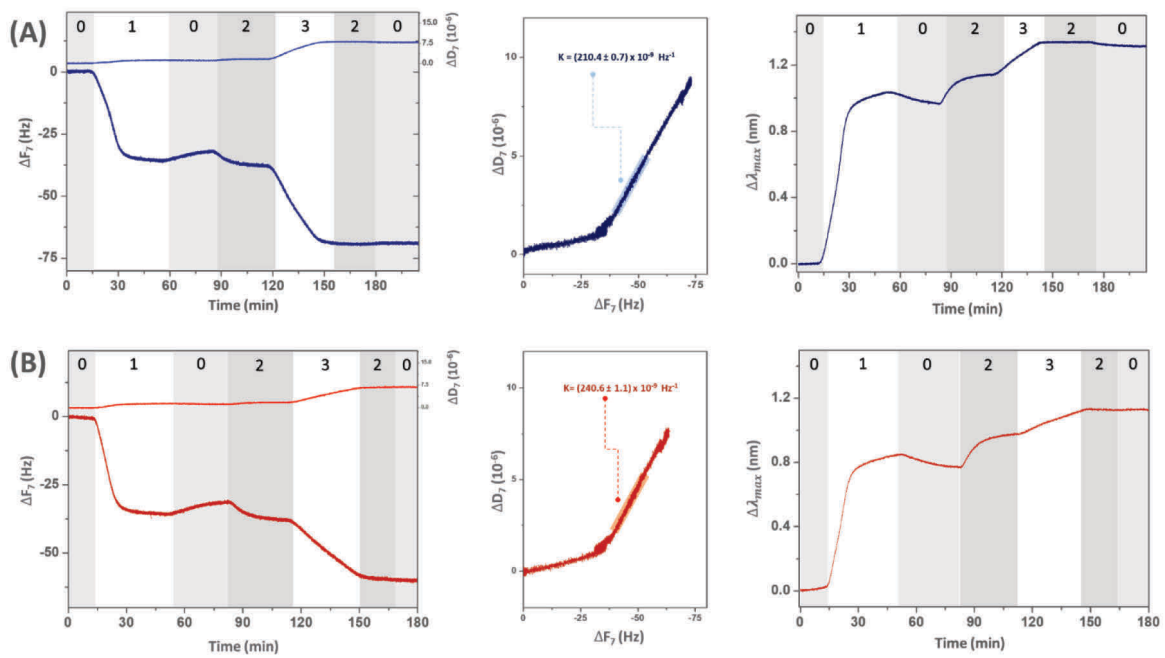 (A)
0 1 0 2 3 2 0
15.0
7.5
0.0
ΔD₇ (10⁻⁶)
0
-25
-50
-75
ΔF₇ (Hz)
0 30 60 90 120 150 180
Time (min)
K = (210.4 ± 0.7) x 10⁻⁹ Hz⁻¹
10
5
0
ΔD₇ (10⁻⁶)
0 -25 -50 -75
ΔF₇ (Hz)
0 1 0 2 3 2 0
1.2
0.8
0.4
0.0
Δλmax (nm)
0 30 60 90 120 150 180
Time (min)
(B)
0 1 0 2 3 2 0
15.0
7.5
0.0
ΔD₇ (10⁻⁶)
0
-25
-50
ΔF₇ (Hz)
0 30 60 90 120 150 180
Time (min)
K= (240.6 ± 1.1) x 10⁻⁹ Hz⁻¹
10
5
0
ΔD₇ (10⁻⁶)
0 -25 -50 -75
ΔF₇ (Hz)
0 1 0 2 3 2 0
1.2
0.8
0.4
0.0
Δλmax (nm)
0 30 60 90 120 150 180
Time (min)